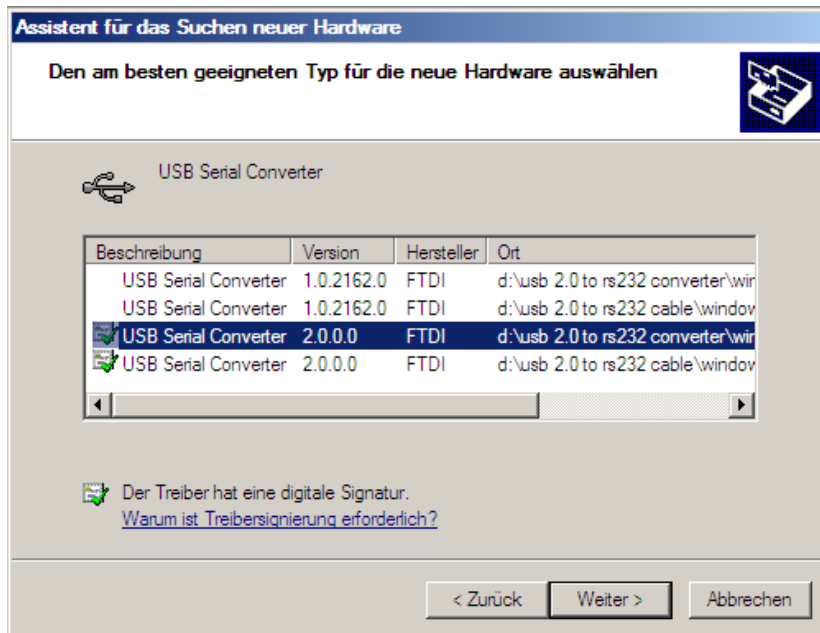 Assistent für das Suchen neuer Hardware
Den am besten geeigneten Typ für die neue Hardware auswählen
USB Serial Converter
Beschreibung Version Hersteller Ort
USB Serial Converter 1.0.2162.0 FTDI d:\usb 2.0 to rs232 converter\wir
USB Serial Converter 1.0.2162.0 FTDI d:\usb 2.0 to rs232 cable\window
USB Serial Converter 2.0.0.0 FTDI d:\usb 2.0 to rs232 converter\wir
USB Serial Converter 2.0.0.0 FTDI d:\usb 2.0 to rs232 cable\window
Der Treiber hat eine digitale Signatur.
Warum ist Treibersignierung erforderlich?
< Zurück Weiter > Abbrechen